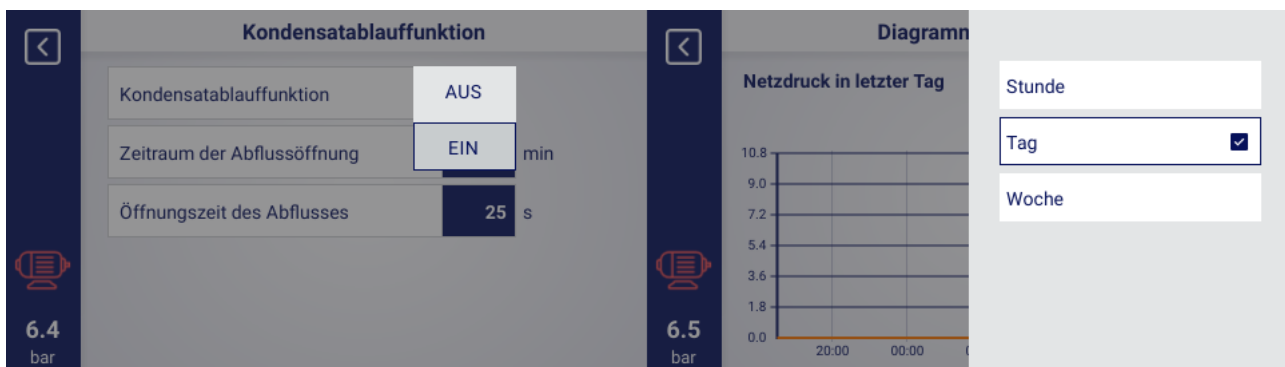 Kondensatablauffunktion
Kondensatablauffunktion
AUS
EIN
Zeitraum der Abflussöffnung
min
Öffnungszeit des Abflusses
25 s
6.4
bar
Diagramm
Netzdruck in letzter Tag
10.8
9.0
7.2
5.4
3.6
1.8
0.0
20:00
00:00
6.5
bar
Stunde
Tag
Woche